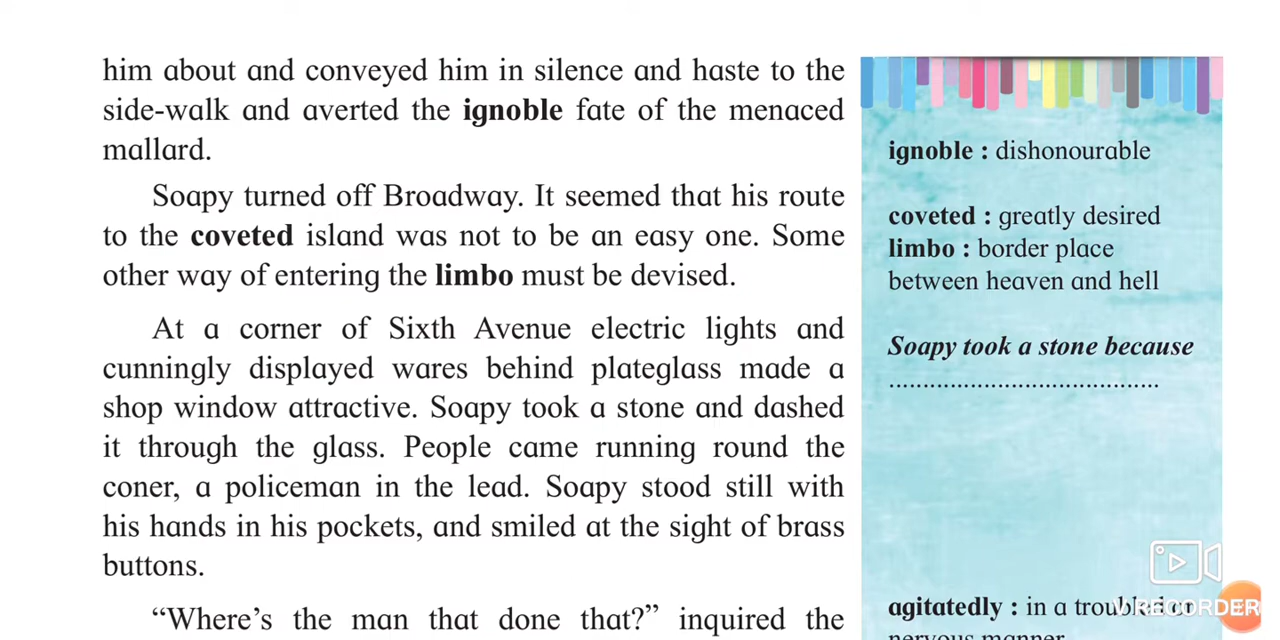 him about and conveyed him in silence and haste to the
side-walk and averted the ignoble fate of the menaced
mallard.
Soapy turned off Broadway. It seemed that his route
to the coveted island was not to be an easy one. Some
other way of entering the limbo must be devised.
At a corner of Sixth Avenue electric lights and
cunningly displayed wares behind plateglass made a
shop window attractive. Soapy took a stone and dashed
it through the glass. People came running round the
coner, a policeman in the lead. Soapy stood still with
his hands in his pockets, and smiled at the sight of brass
buttons.
“Where’s the man that done that?” inquired the
ignoble : dishonourable
coveted : greatly desired
limbo : border place
between heaven and hell
Soapy took a stone because
........................................
agitatedly : in a
nervous manner
RECORDER